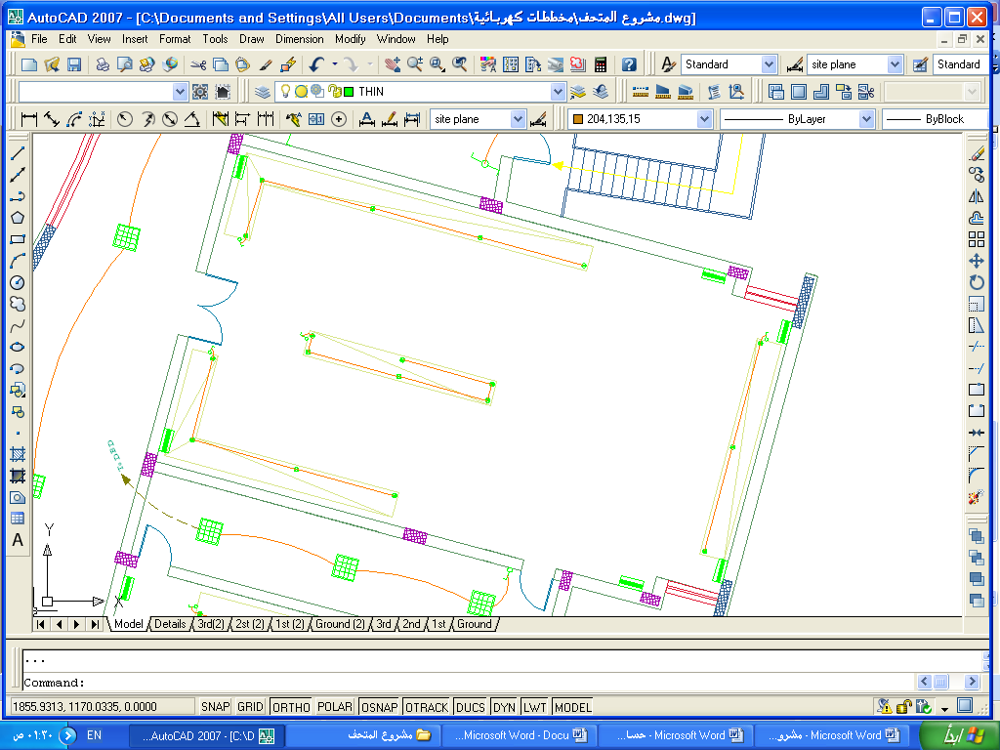 AutoCAD 2007 - [C:\Documents and Settings\All Users\Documents\مشروع المتحف\مخططات كهربائية.dwg]
File Edit View Insert Format Tools Draw Dimension Modify Window Help
Standard site plane Standard
THIN
site plane 204,135,15 ByLayer ByBlock
To DB D
Y
X
Model Details 3rd(2) 2st (2) 1st (2) Ground (2) 3rd 2nd 1st Ground
...
Command:
1855.9313, 1170.0335, 0.0000 SNAP GRID ORTHO POLAR OSNAP OTRACK DUCS DYN LWT MODEL
ص ٠١:٣٠ EN ...AutoCAD 2007 - [C:\D مشروع المتحف ...Microsoft Word - Docu ...حسا - Microsoft Word ...مشرو - Microsoft Word ابدأ